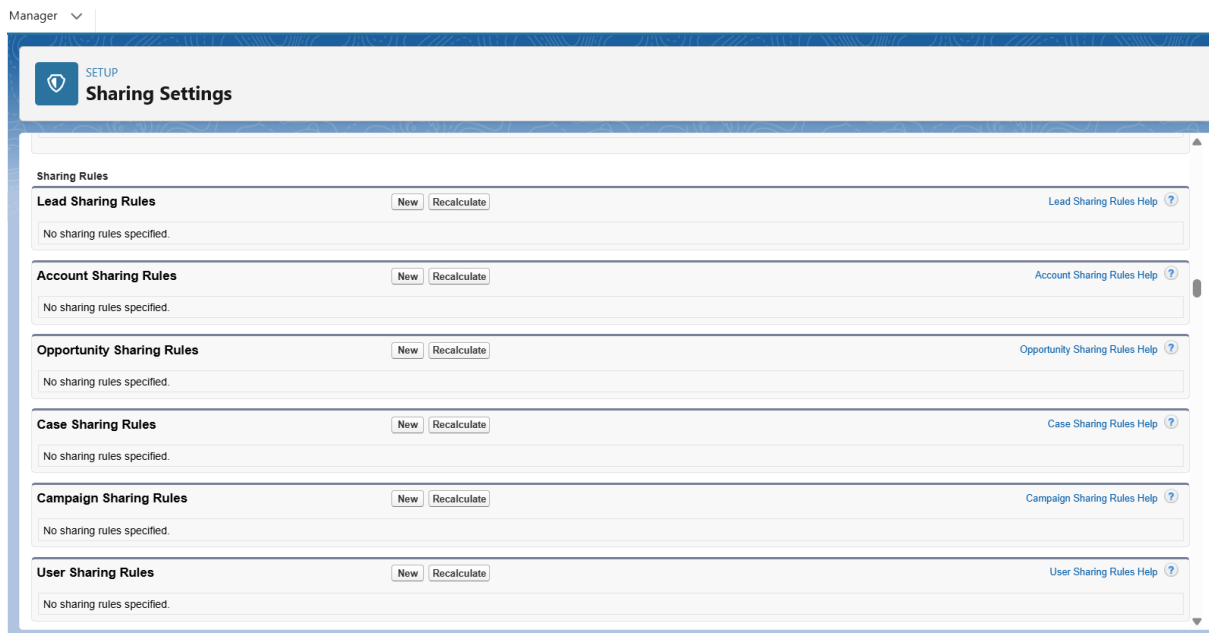 Manager
SETUP
Sharing Settings
Sharing Rules
Lead Sharing Rules New Recalculate Lead Sharing Rules Help ?
No sharing rules specified.
Account Sharing Rules New Recalculate Account Sharing Rules Help ?
No sharing rules specified.
Opportunity Sharing Rules New Recalculate Opportunity Sharing Rules Help ?
No sharing rules specified.
Case Sharing Rules New Recalculate Case Sharing Rules Help ?
No sharing rules specified.
Campaign Sharing Rules New Recalculate Campaign Sharing Rules Help ?
No sharing rules specified.
User Sharing Rules New Recalculate User Sharing Rules Help ?
No sharing rules specified.